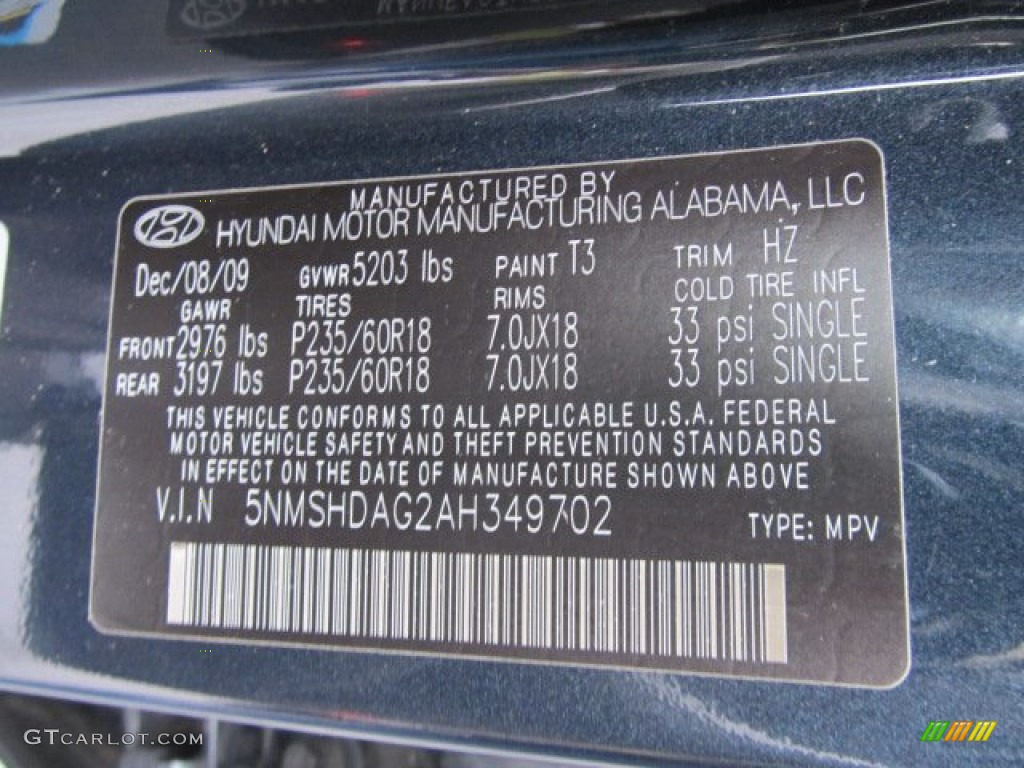 MANUFACTURED BY
HYUNDAI MOTOR MANUFACTURING ALABAMA, LLC
Dec/08/09 GVWR 5203 lbs PAINT T3 TRIM HZ
GAWR TIRES RIMS COLD TIRE INFL
FRONT 2976 lbs P235/60R18 7.0JX18 33 psi SINGLE
REAR 3197 lbs P235/60R18 7.0JX18 33 psi SINGLE
THIS VEHICLE CONFORMS TO ALL APPLICABLE U.S.A. FEDERAL
MOTOR VEHICLE SAFETY AND THEFT PREVENTION STANDARDS
IN EFFECT ON THE DATE OF MANUFACTURE SHOWN ABOVE
V.I.N 5NMSHDAG2AH349702 TYPE: MPV
GTCARLOT.COM